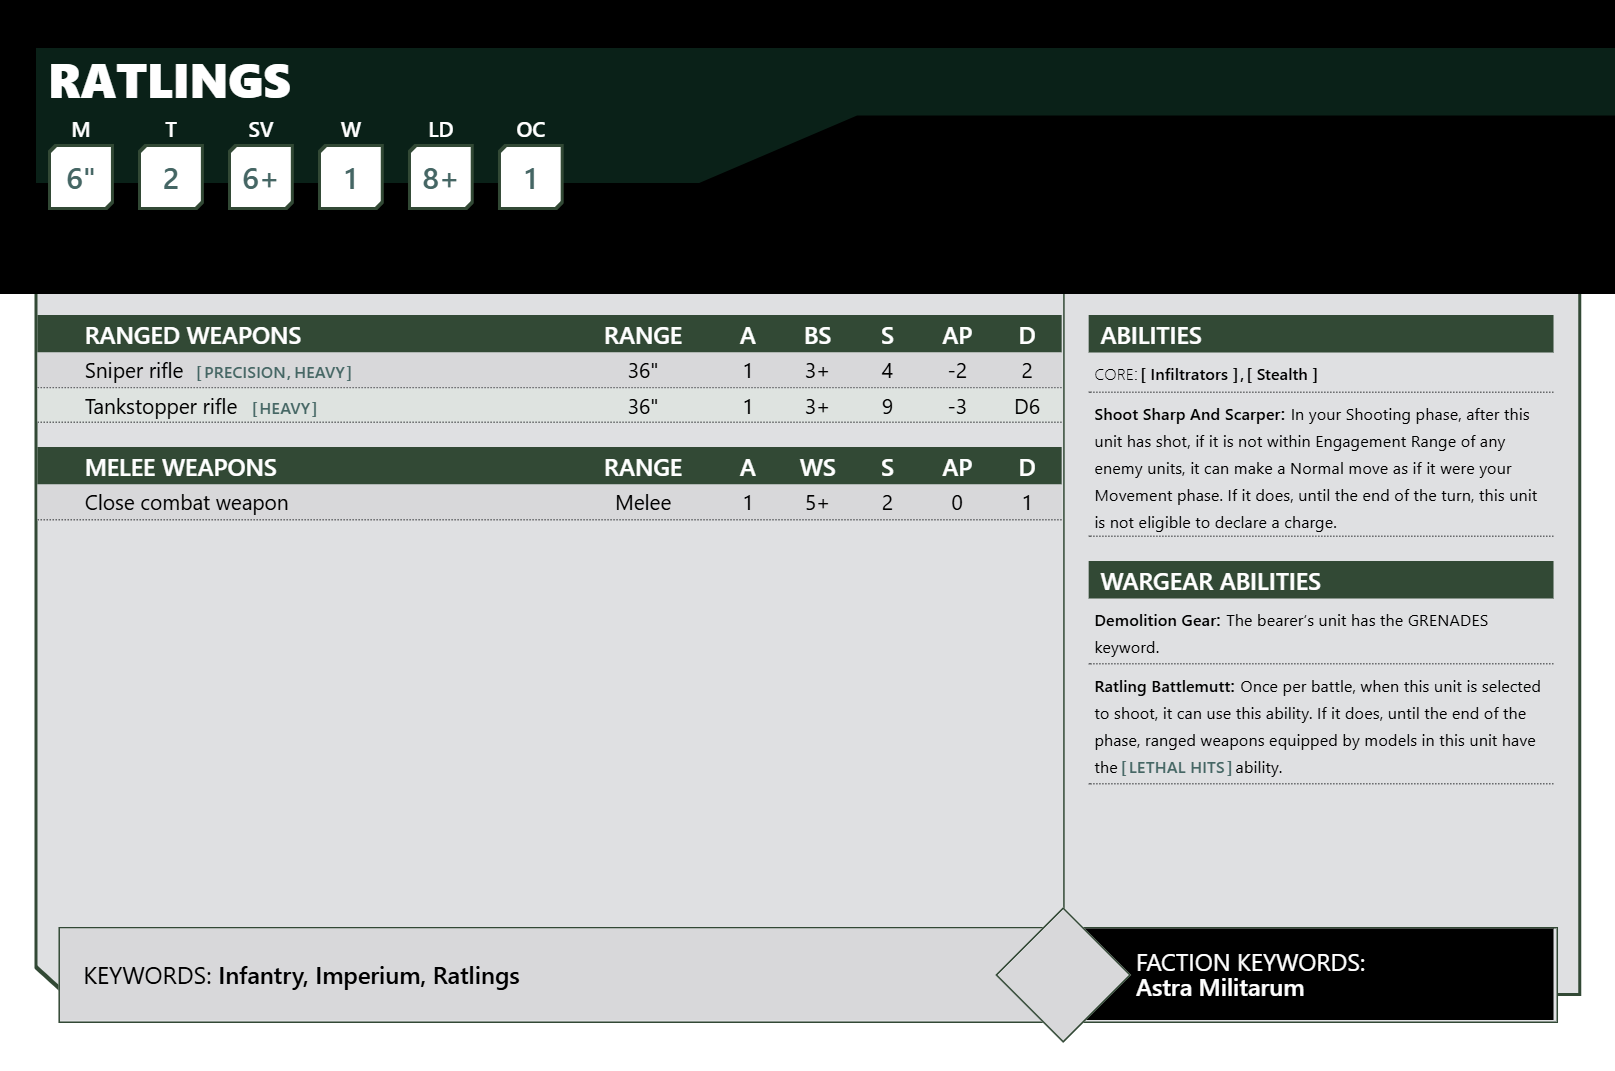 RATLINGS
M T SV W LD OC
6" 2 6+ 1 8+ 1
RANGED WEAPONS RANGE A BS S AP D
Sniper rifle [PRECISION, HEAVY] 36" 1 3+ 4 -2 2
Tankstopper rifle [HEAVY] 36" 1 3+ 9 -3 D6
MELEE WEAPONS RANGE A WS S AP D
Close combat weapon Melee 1 5+ 2 0 1
ABILITIES
CORE: [ Infiltrators ] , [ Stealth ]
Shoot Sharp And Scarper: In your Shooting phase, after this
unit has shot, if it is not within Engagement Range of any
enemy units, it can make a Normal move as if it were your
Movement phase. If it does, until the end of the turn, this unit
is not eligible to declare a charge.
WARGEAR ABILITIES
Demolition Gear: The bearer’s unit has the GRENADES
keyword.
Ratling Battlemutt: Once per battle, when this unit is selected
to shoot, it can use this ability. If it does, until the end of the
phase, ranged weapons equipped by models in this unit have
the [LETHAL HITS] ability.
KEYWORDS: Infantry, Imperium, Ratlings
FACTION KEYWORDS:
Astra Militarum